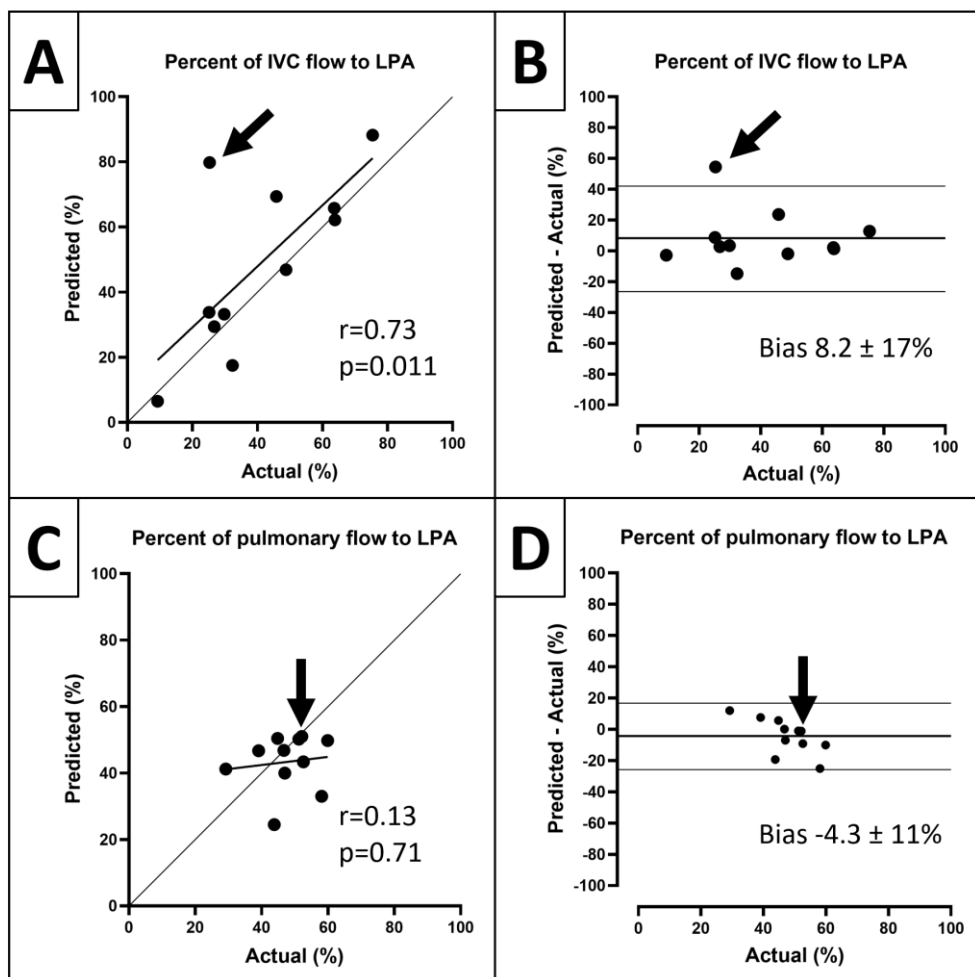 A
Percent of IVC flow to LPA
100
80
60
40
20
0
Predicted (%)
r=0.73
p=0.011
0 20 40 60 80 100
Actual (%)
B
Percent of IVC flow to LPA
100
80
60
40
20
0
-20
-40
-60
-80
-100
Predicted - Actual (%)
Bias 8.2 ± 17%
0 20 40 60 80 100
Actual (%)
C
Percent of pulmonary flow to LPA
100
80
60
40
20
0
Predicted (%)
r=0.13
p=0.71
0 20 40 60 80 100
Actual (%)
D
Percent of pulmonary flow to LPA
100
80
60
40
20
0
-20
-40
-60
-80
-100
Predicted - Actual (%)
Bias -4.3 ± 11%
0 20 40 60 80 100
Actual (%)